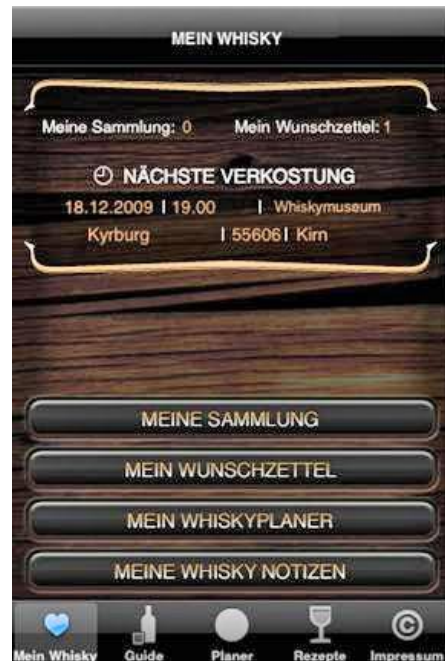 MEIN WHISKY
Meine Sammlung: 0 Mein Wunschzettel: 1
NÄCHSTE VERKOSTUNG
18.12.2009 | 19.00 | Whiskymuseum
Kyrburg | 55606 | Kirn
MEINE SAMMLUNG
MEIN WUNSCHZETTEL
MEIN WHISKYPLANER
MEINE WHISKY NOTIZEN
Mein Whisky Guide Planer Rezepte Impressum